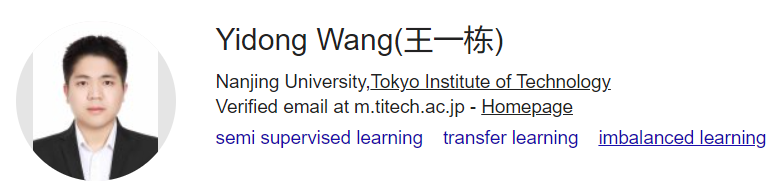 Yidong Wang(王一栋)
Nanjing University,Tokyo Institute of Technology
Verified email at m.titech.ac.jp - Homepage
semi supervised learning transfer learning imbalanced learning